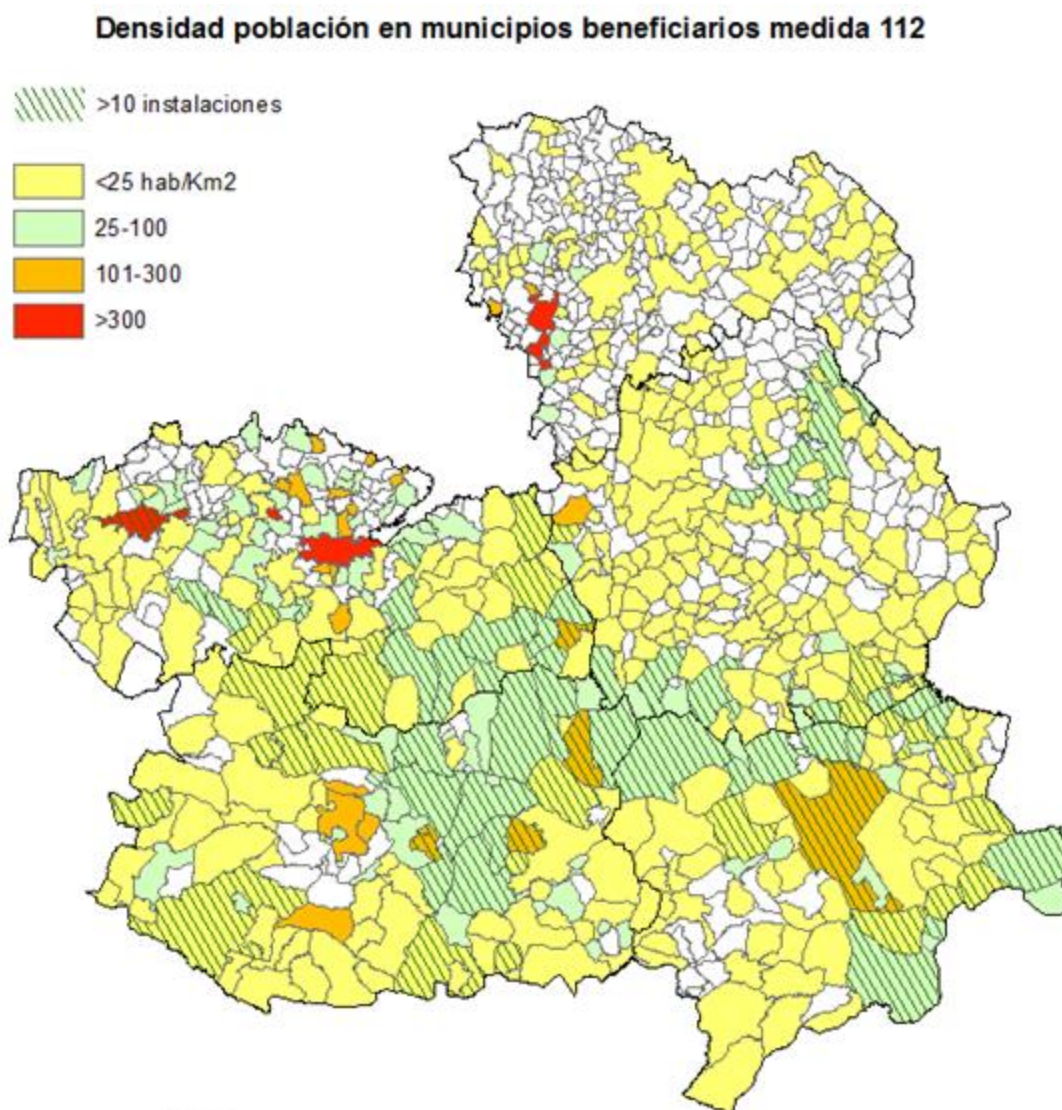 Densidad población en municipios beneficiarios medida 112
>10 instalaciones
<25 hab/Km2
25-100
101-300
>300